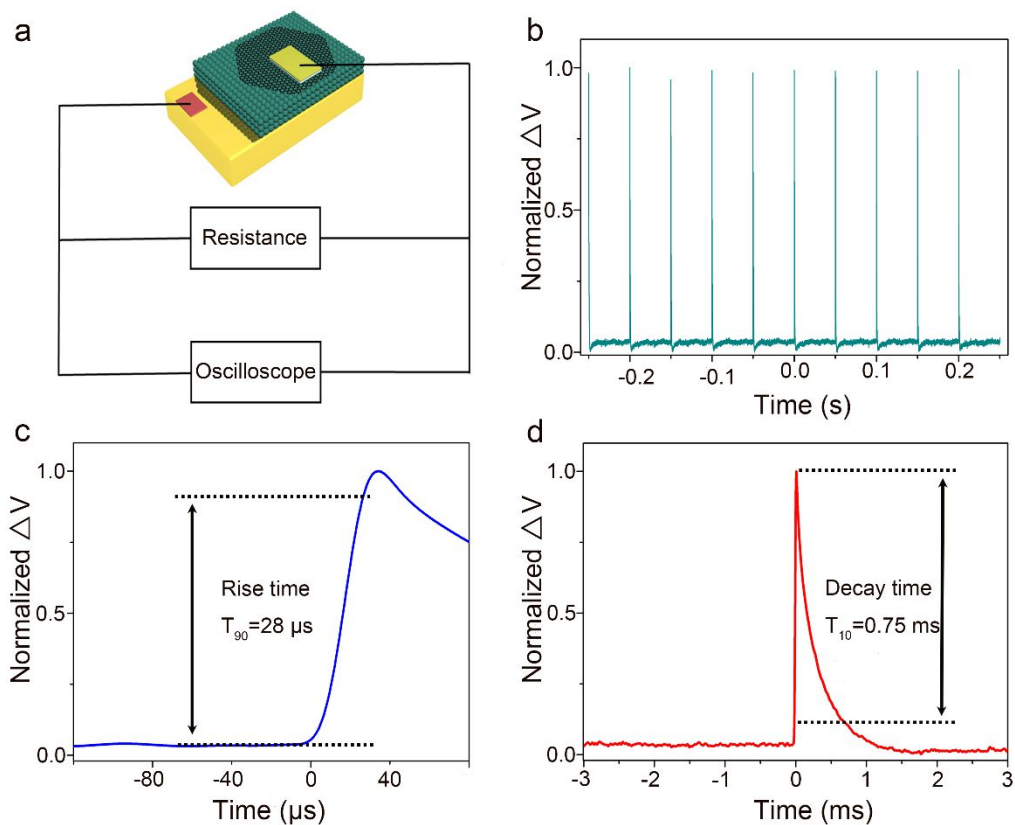 a
Resistance
Oscilloscope
b
Normalized △V
1.0
0.5
0.0
-0.2
-0.1
0.0
0.1
0.2
Time (s)
c
Normalized △V
1.0
0.5
0.0
Rise time
T90=28 µs
-80
-40
0
40
Time (µs)
d
Normalized △V
1.0
0.5
0.0
Decay time
T10=0.75 ms
-3
-2
-1
0
1
2
3
Time (ms)